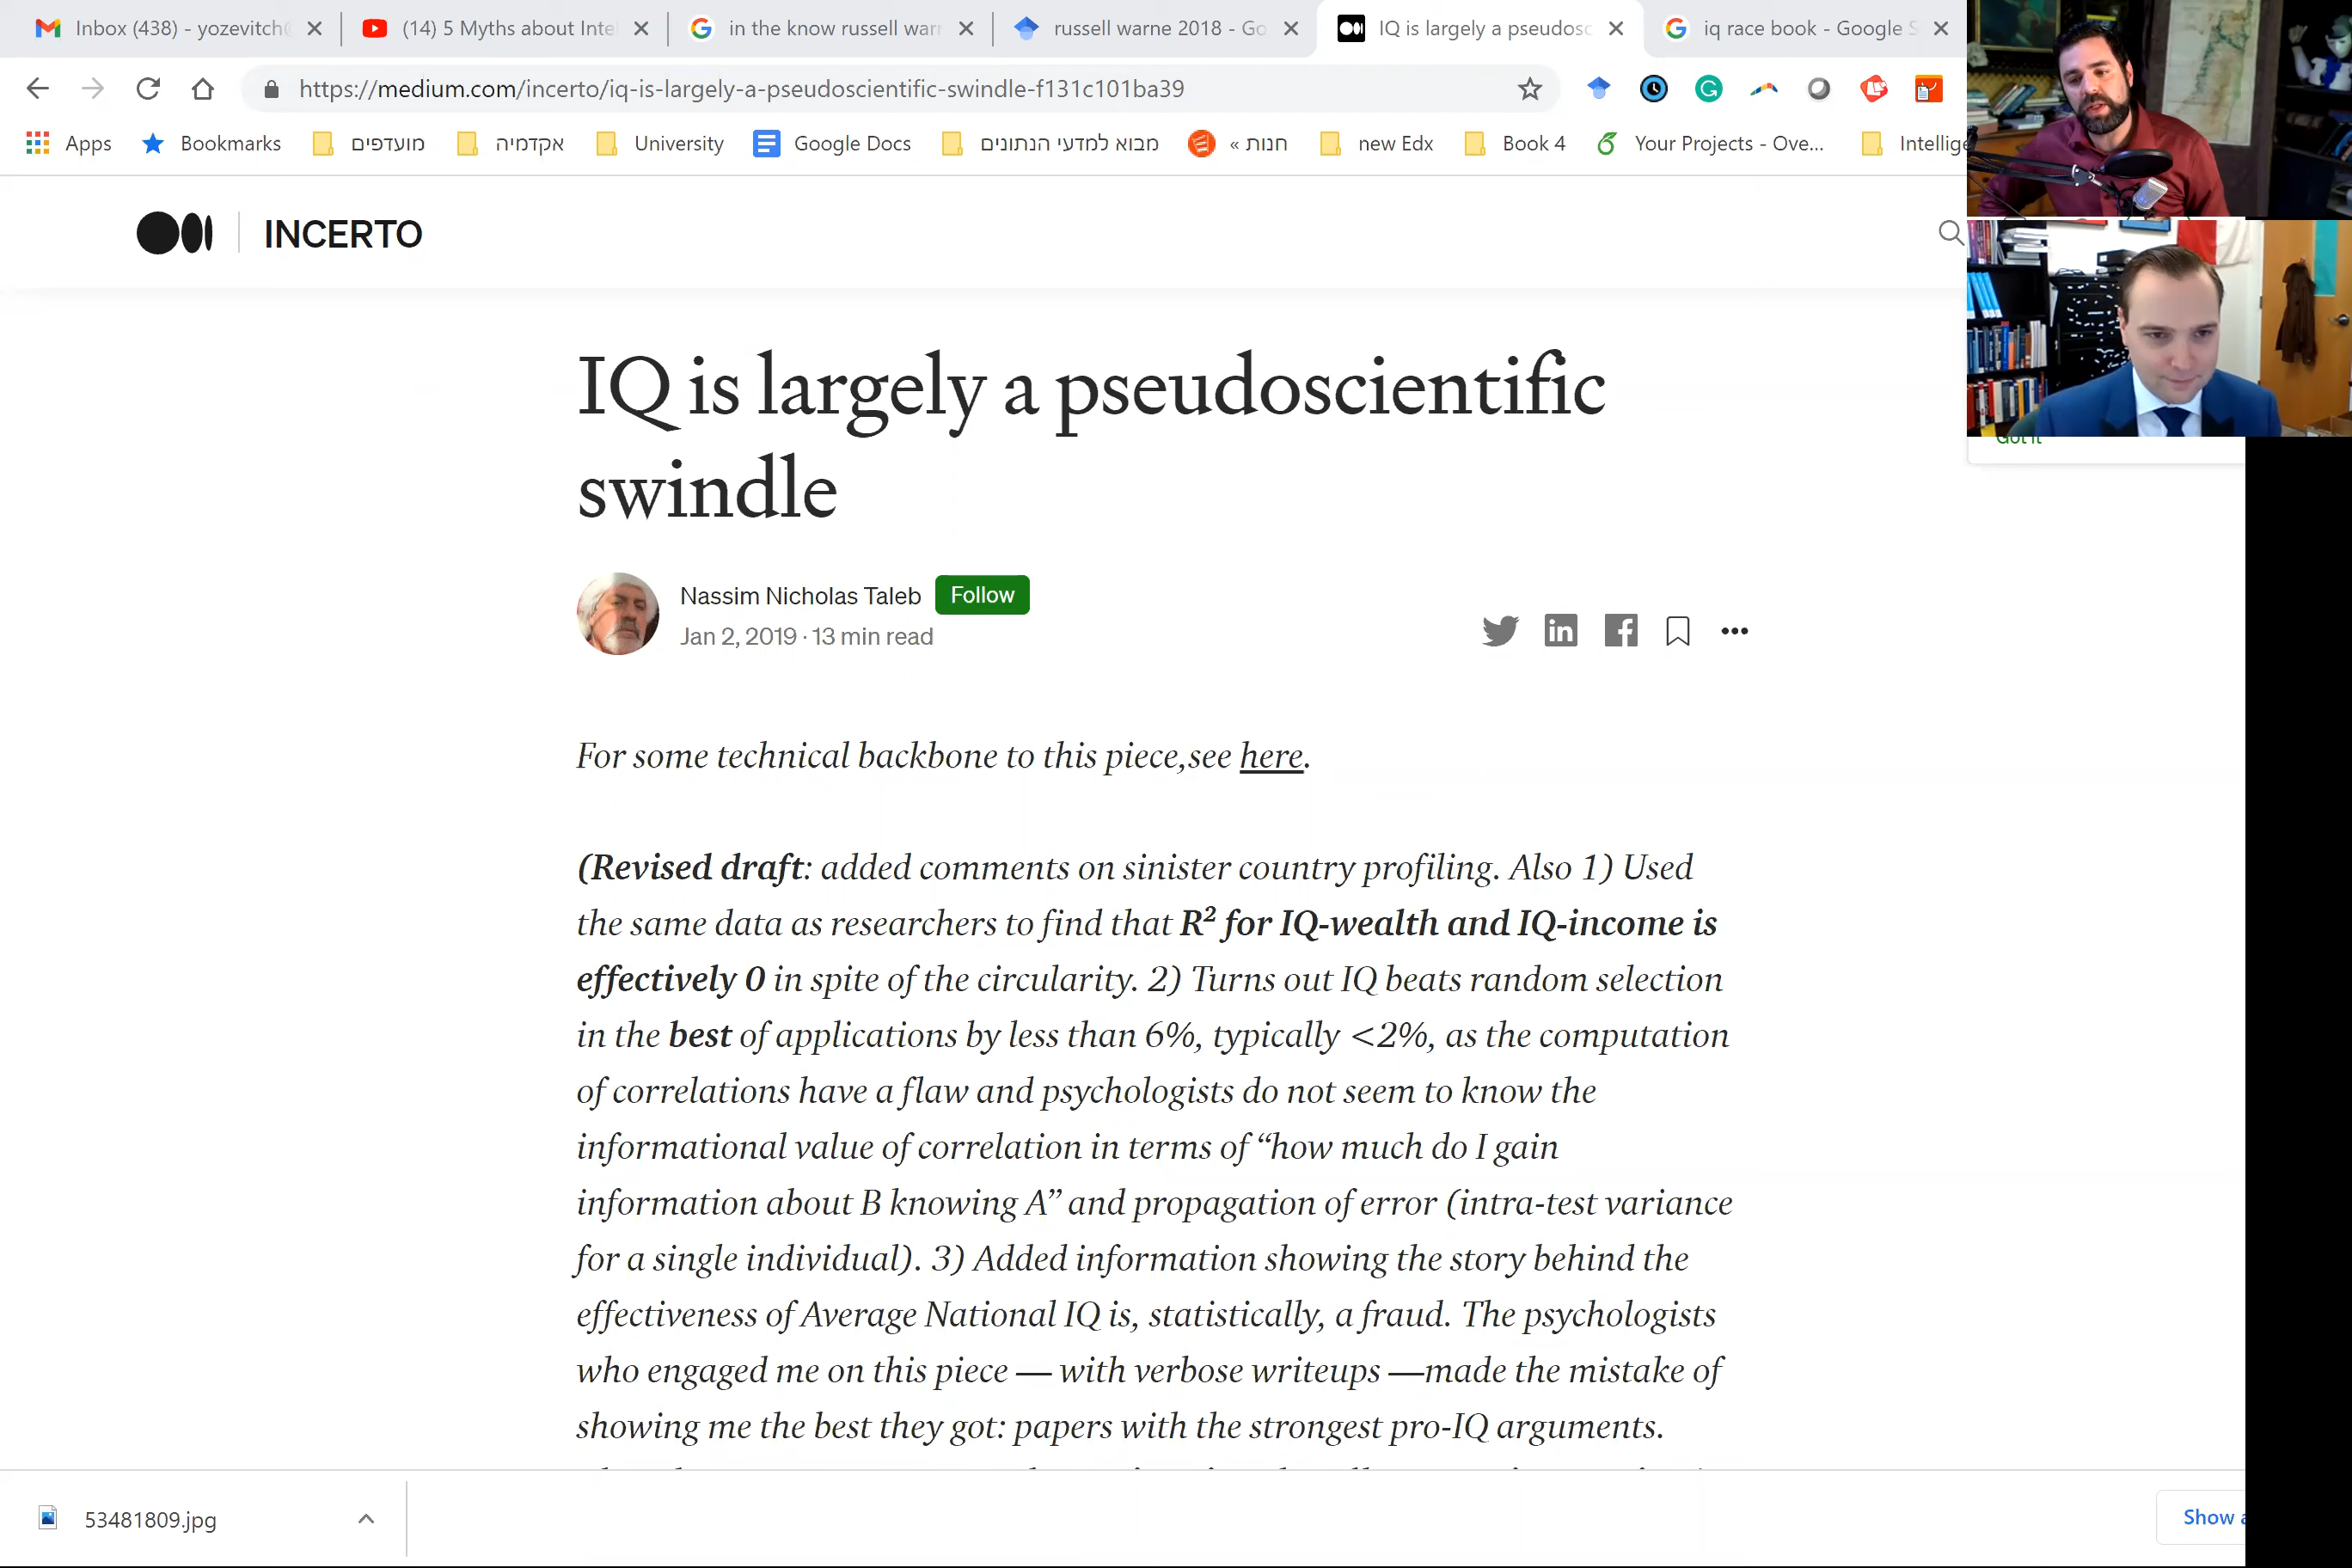 Inbox (438) - yozevitch@
(14) 5 Myths about Inte
in the know russell warn
russell warne 2018 - Go
IQ is largely a pseudosc
iq race book - Google S
https://medium.com/incerto/iq-is-largely-a-pseudoscientific-swindle-f131c101ba39
Apps
Bookmarks
מועדפים
אקדמיה
University
Google Docs
מבוא למדעי הנתונים
חנות »
new Edx
Book 4
Your Projects - Ove...
Intellige
INCERTO
Got it
IQ is largely a pseudoscientific
swindle
Nassim Nicholas Taleb Follow
Jan 2, 2019 · 13 min read
For some technical backbone to this piece,see here.
(Revised draft: added comments on sinister country profiling. Also 1) Used
the same data as researchers to find that R² for IQ-wealth and IQ-income is
effectively 0 in spite of the circularity. 2) Turns out IQ beats random selection
in the best of applications by less than 6%, typically <2%, as the computation
of correlations have a flaw and psychologists do not seem to know the
informational value of correlation in terms of “how much do I gain
information about B knowing A” and propagation of error (intra-test variance
for a single individual). 3) Added information showing the story behind the
effectiveness of Average National IQ is, statistically, a fraud. The psychologists
who engaged me on this piece — with verbose writeups —made the mistake of
showing me the best they got: papers with the strongest pro-IQ arguments.
53481809.jpg
Show a